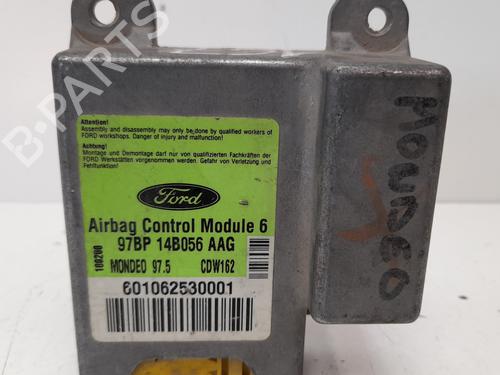 B-PARTS
Attention!
Assembly and disassembly may only be done by qualified workers of
FORD workshops. Danger of injury and malfunction!
Achtung!
Montage und Demontage darf nur von qualifizierten Fachkräften der
FORD Werkstätten vorgenommen werden. Gefahr von Verletzung und
Fehlfunktion!
Ford
Airbag Control Module 6
97BP 14B056 AAG
MONDEO 97.5 CDW162
601062530001
MONDEO